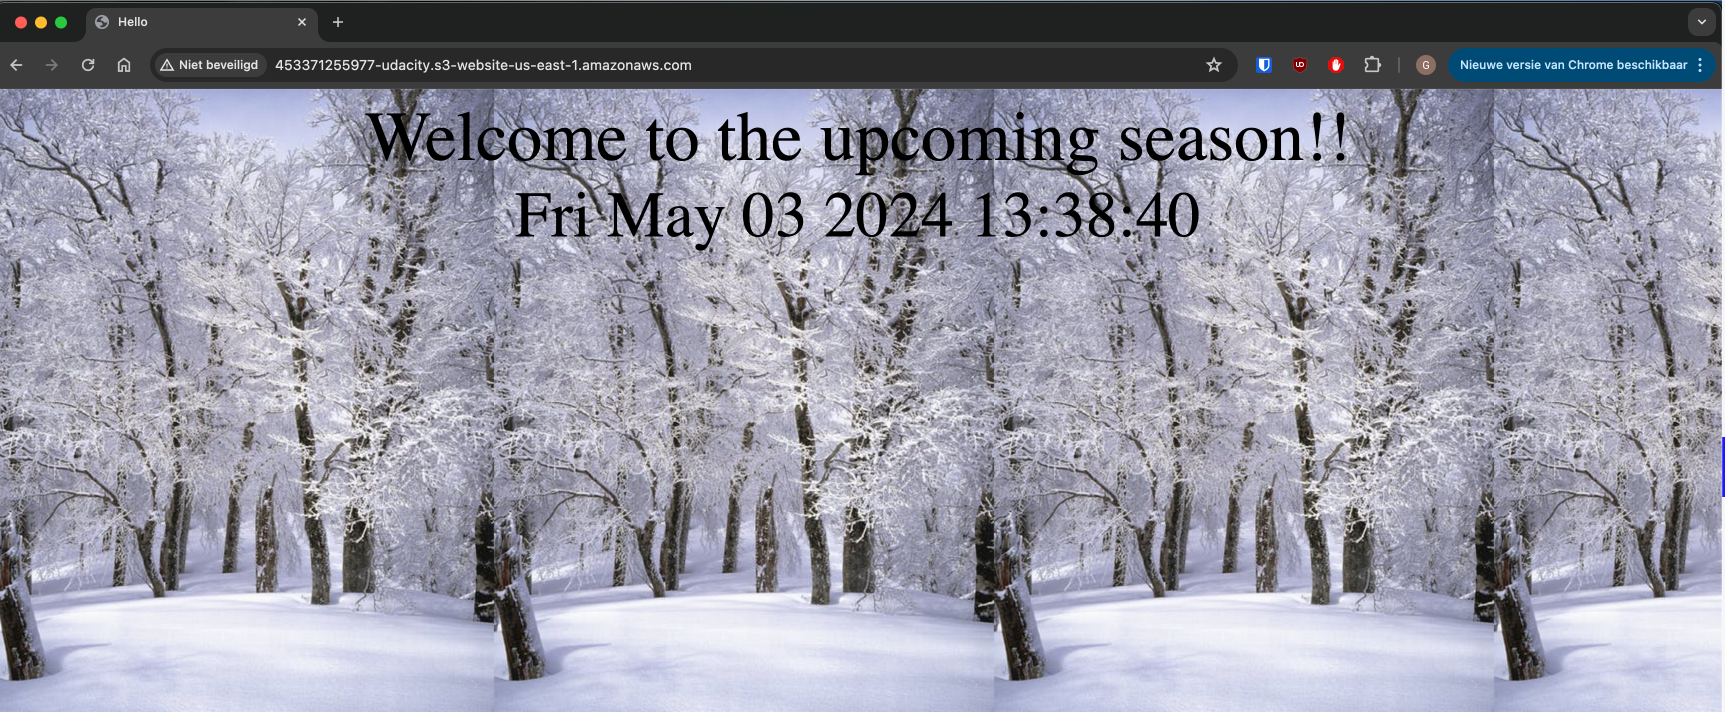 Hello
Niet beveiligd
453371255977-udacity.s3-website-us-east-1.amazonaws.com
G
Nieuwe versie van Chrome beschikbaar
Welcome to the upcoming season!!
Fri May 03 2024 13:38:40